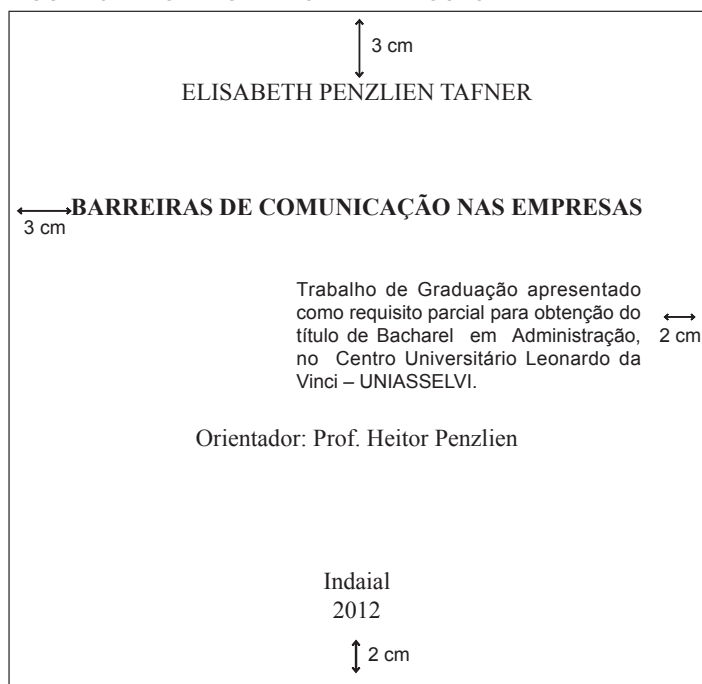 3 cm
ELISABETH PENZLIEN TAFNER
BARREIRAS DE COMUNICAÇÃO NAS EMPRESAS
3 cm
Trabalho de Graduação apresentado
como requisito parcial para obtenção do
título de Bacharel em Administração,
no Centro Universitário Leonardo da
Vinci – UNIASSELVI.
2 cm
Orientador: Prof. Heitor Penzlien
Indaial
2012
2 cm